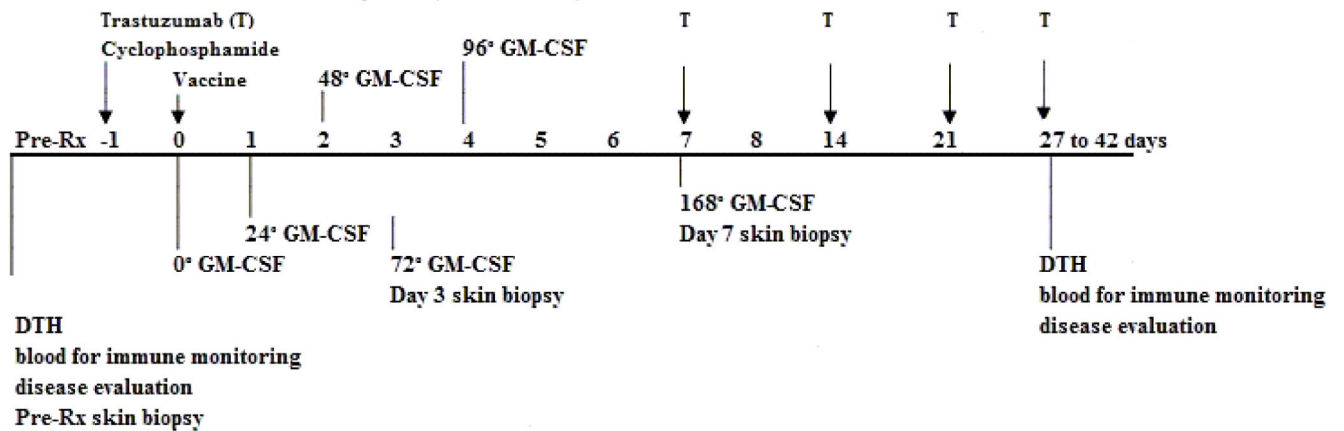 Trastuzumab (T)
Cyclophosphamide
Vaccine
48° GM-CSF
96° GM-CSF
T
T
T
T
Pre-Rx -1 0 1 2 3 4 5 6 7 8 14 21 27 to 42 days
0° GM-CSF
24° GM-CSF
72° GM-CSF
Day 3 skin biopsy
168° GM-CSF
Day 7 skin biopsy
DTH
blood for immune monitoring
disease evaluation
Pre-Rx skin biopsy
DTH
blood for immune monitoring
disease evaluation